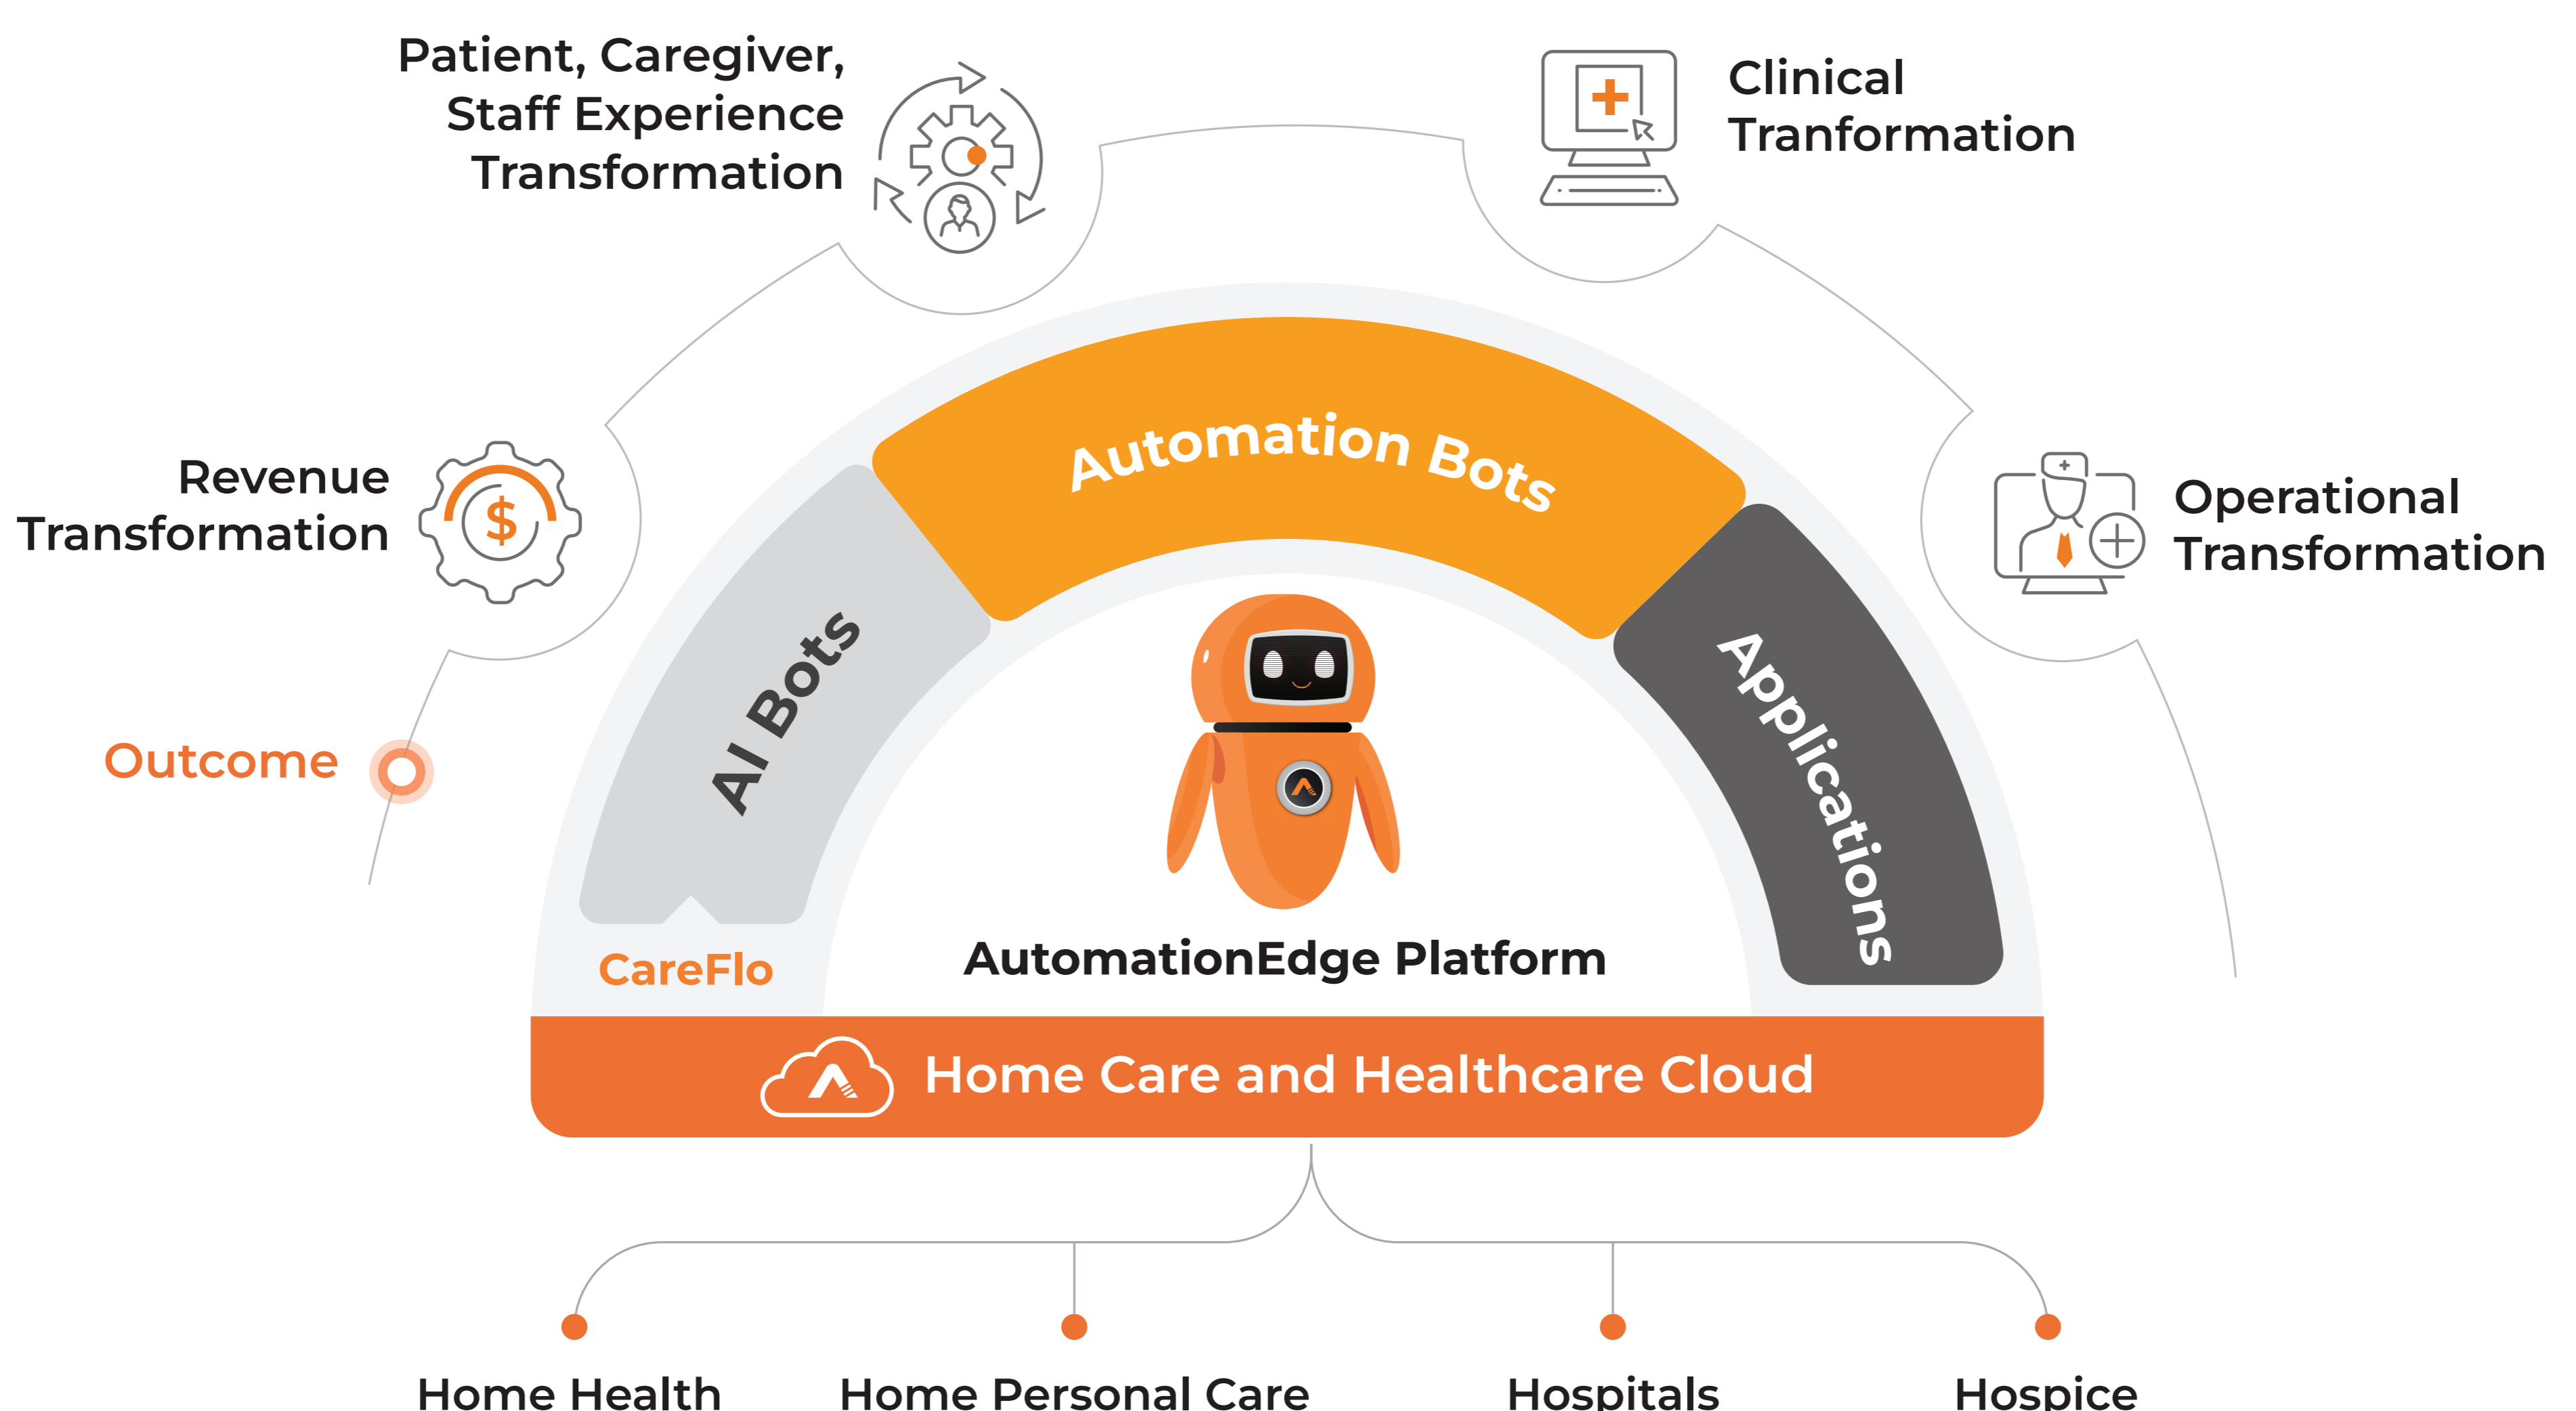 Patient, Caregiver,
Staff Experience
Transformation
Clinical
Tranformation
Revenue
Transformation
Operational
Transformation
Outcome
AI Bots
Automation Bots
Applications
CareFlo
AutomationEdge Platform
Home Care and Healthcare Cloud
Home Health
Home Personal Care
Hospitals
Hospice